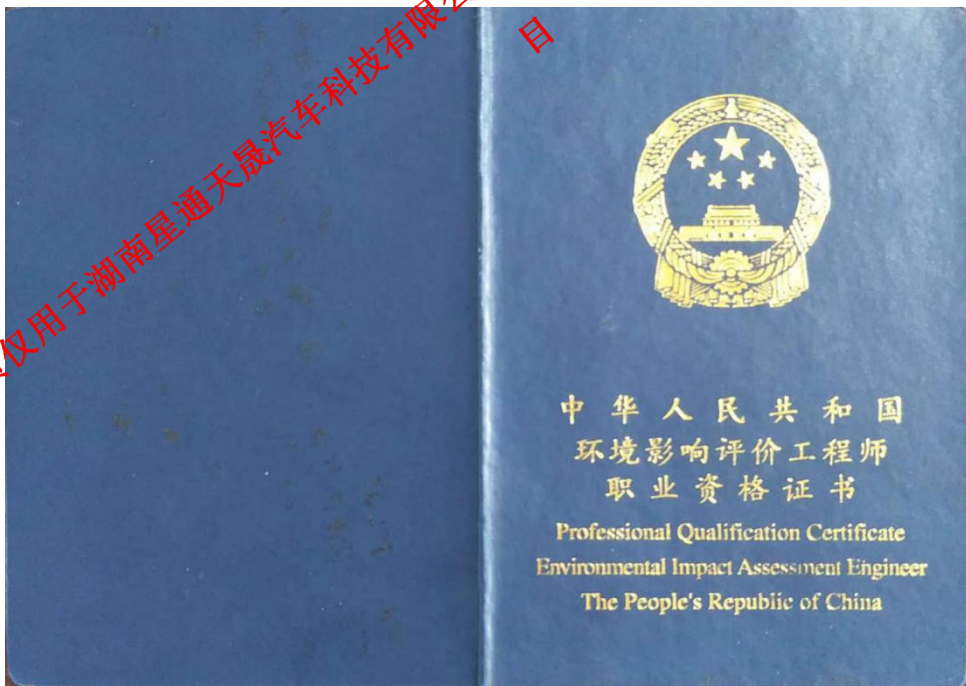 仅用于湖南星通天晟汽车科技有限公
目
中华人民共和国
环境影响评价工程师
职业资格证书
Professional Qualification Certificate
Environmental Impact Assessment Engineer
The People's Republic of China